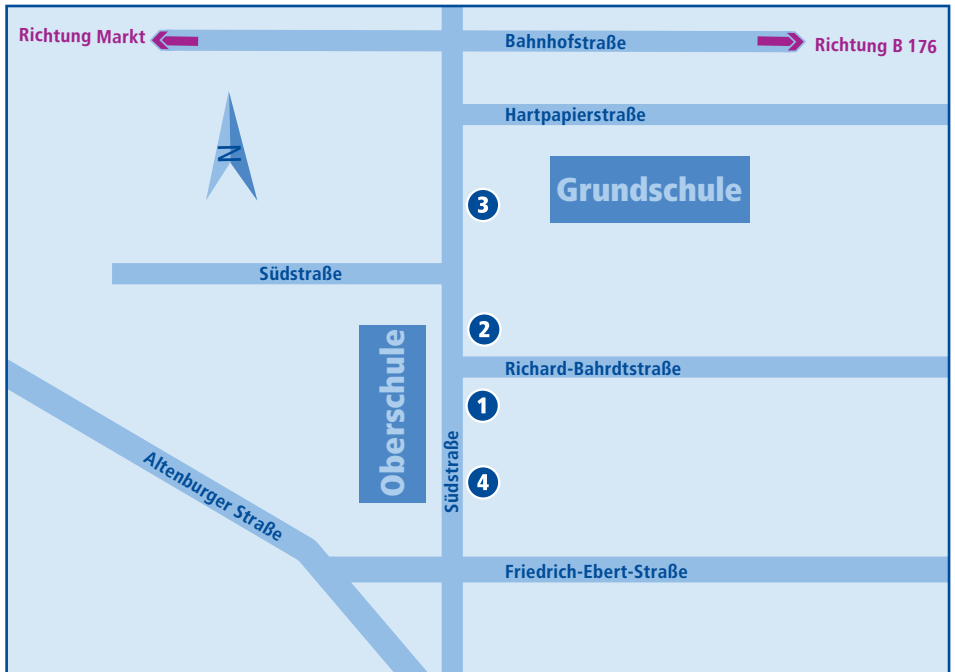 Richtung Markt
Bahnhofstraße
Richtung B 176
Hartpapierstraße
N
Grundschule
3
Südstraße
2
Oberschule
Richard-Bahrdtstraße
1
Südstraße
4
Altenburger Straße
Friedrich-Ebert-Straße